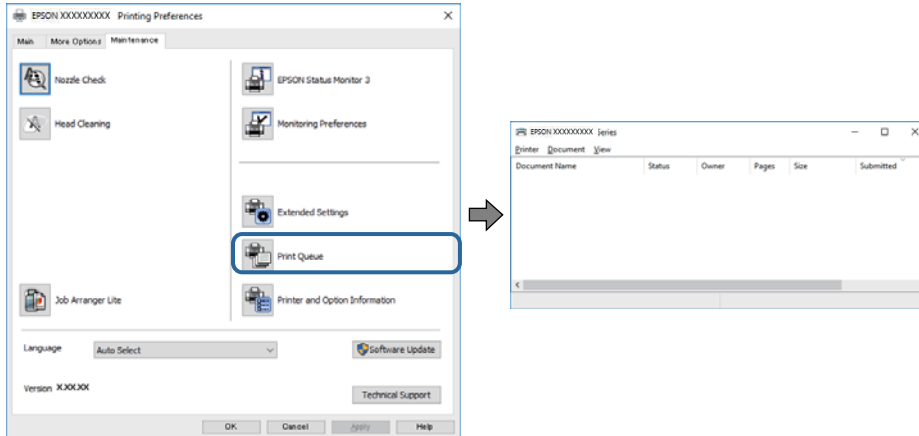 EPSON XXXXXXXXX Printing Preferences
Main More Options Maintenance
Nozzle Check
EPSON Status Monitor 3
Head Cleaning
Monitoring Preferences
Extended Settings
Print Queue
Job Arranger Lite
Printer and Option Information
Language Auto Select Software Update
Version X.XX.XX
Technical Support
OK Cancel Apply Help
EPSON XXXXXXXXX Series
Printer Document View
Document Name Status Owner Pages Size Submitted